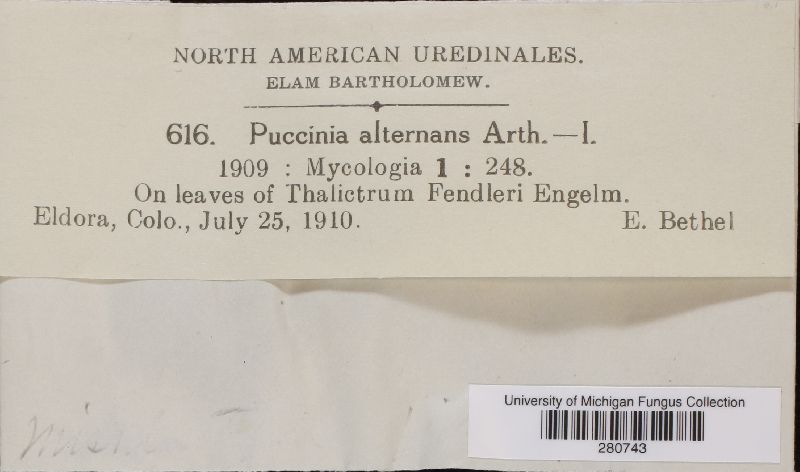 NORTH AMERICAN UREDINALES.
ELAM BARTHOLOMEW.
616. Puccinia alternans Arth.—I.
1909 : Mycologia 1 : 248.
On leaves of Thalictrum Fendleri Engelm.
Eldora, Colo., July 25, 1910. E. Bethel
University of Michigan Fungus Collection
280743